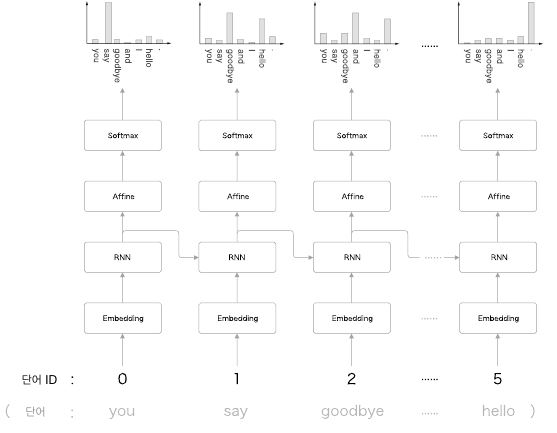 you say goodbye and I hello .
you say goodbye and I hello .
you say goodbye and I hello .
......
you say goodbye and I hello .
Softmax Softmax Softmax ...... Softmax
Affine Affine Affine ...... Affine
RNN RNN RNN ...... RNN
Embedding Embedding Embedding ...... Embedding
단어 ID : 0 1 2 ...... 5
( 단어 : you say goodbye ...... hello )